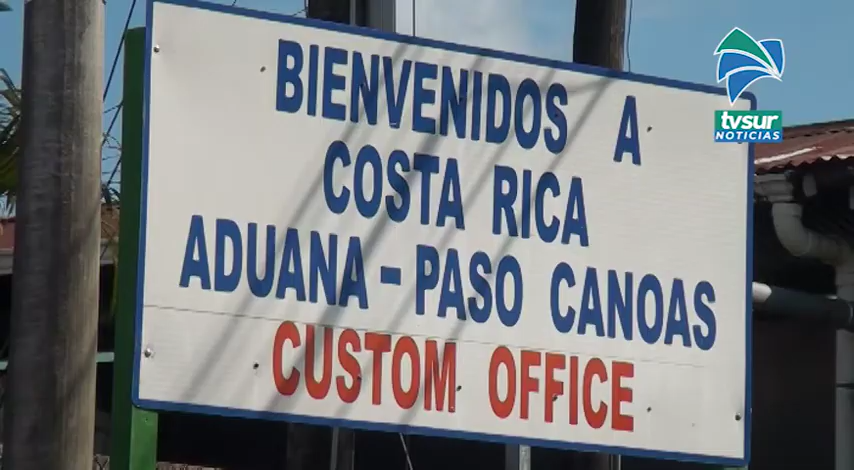 BIENVENIDOS A
COSTA RICA
ADUANA – PASO CANOAS
CUSTOM OFFICE
tvsur
NOTICIAS